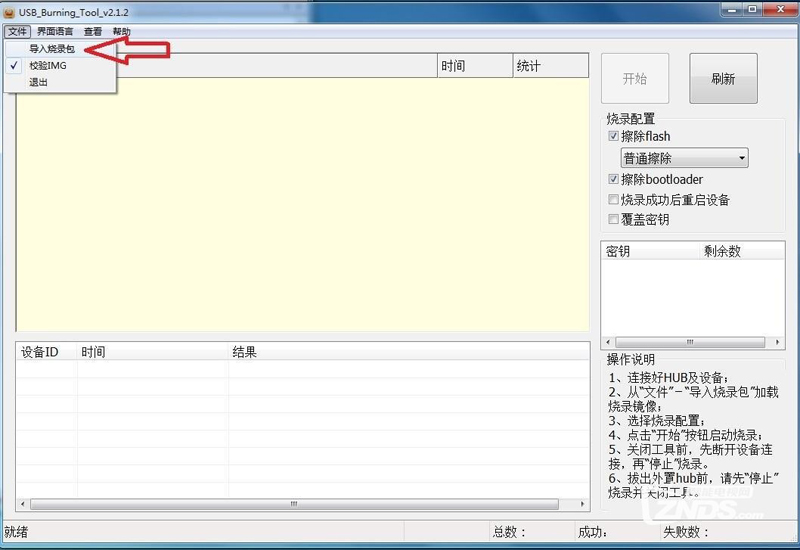 USB_Burning_Tool_v2.1.2
文件 界面语言 查看 帮助
导入烧录包
校验IMG
退出
时间 统计
开始 刷新
烧录配置
擦除flash
普通擦除
擦除bootloader
烧录成功后重启设备
覆盖密钥
密钥 剩余数
设备ID 时间 结果
操作说明
1、连接好HUB及设备;
2、从“文件”-“导入烧录包”加载
烧录镜像;
3、选择烧录配置;
4、点击“开始”按钮启动烧录;
5、关闭工具前,先断开设备连
接,再“停止”烧录。
6、拔出外置hub前,请先“停止”
烧录并关闭工具。
ZNDS.com
就绪 总数: 成功: 失败数: